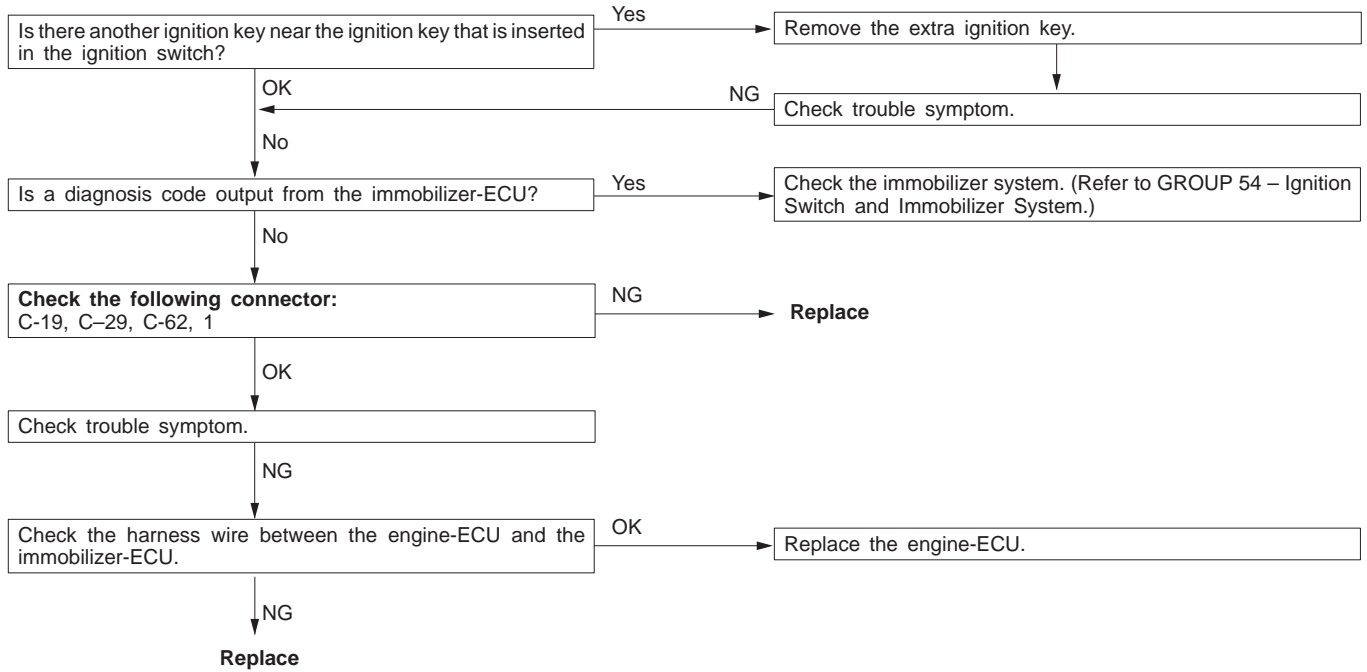 Is there another ignition key near the ignition key that is inserted
in the ignition switch?
Yes
Remove the extra ignition key.
OK
NG
Check trouble symptom.
No
Is a diagnosis code output from the immobilizer-ECU?
Yes
Check the immobilizer system. (Refer to GROUP 54 – Ignition
Switch and Immobilizer System.)
No
Check the following connector:
C-19, C–29, C-62, 1
NG
Replace
OK
Check trouble symptom.
NG
Check the harness wire between the engine-ECU and the
immobilizer-ECU.
OK
Replace the engine-ECU.
NG
Replace